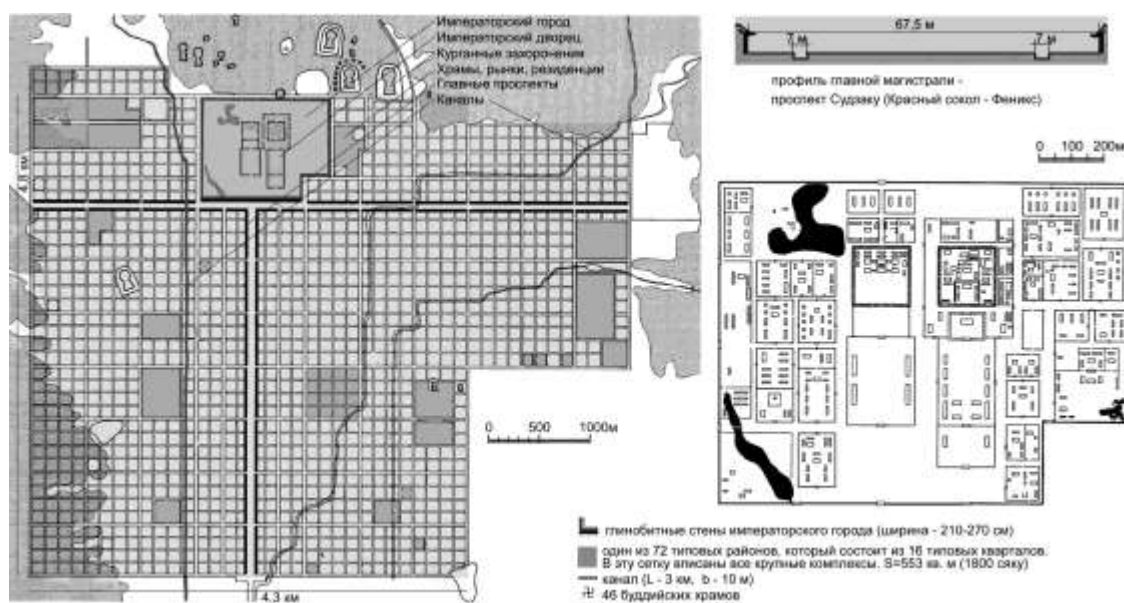 Императорский город
Императорский дворец
Курганные захоронения
Храмы, рынки, резиденции
Главные проспекты
Каналы
4,8 км
4,3 км
0 500 1000м
67,5 м
7 м
7 м
профиль главной магистрали -
проспект Судзаку (Красный сокол - Феникс)
0 100 200м
глинобитные стены императорского города (ширина - 210-270 см)
один из 72 типовых районов, который состоит из 16 типовых кварталов.
В эту сетку вписаны все крупные комплексы. S=553 кв. м (1800 сяку)
канал (L - 3 км, b - 10 м)
卍 46 буддийских храмов